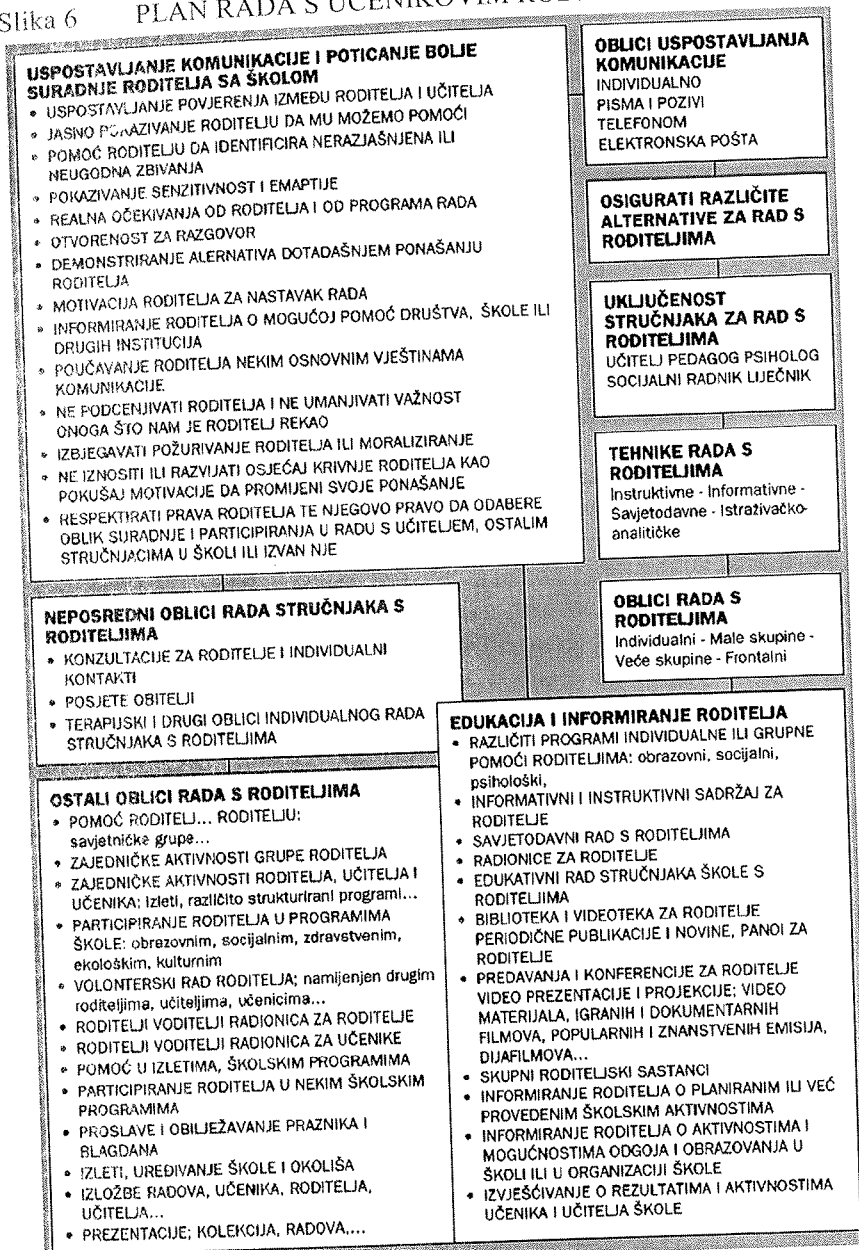 Slika 6 PLAN RADA S UČENIKOVIM
USPOSTAVLJANJE KOMUNIKACIJE I POTICANJE BOLJE
SURADNJE RODITELJA SA ŠKOLOM
• USPOSTAVLJANJE POVJERENJA IZMEĐU RODITELJA I UČITELJA
• JASNO POKAZIVANJE RODITELJU DA MU MOŽEMO POMOĆI
• POMOĆ RODITELJU DA IDENTIFICIRA NERAZJAŠNJENA ILI
NEUGODNA ZBIVANJA
• POKAZIVANJE SENZITIVNOST I EMAPTIJE
• REALNA OČEKIVANJA OD RODITELJA I OD PROGRAMA RADA
• OTVORENOST ZA RAZGOVOR
• DEMONSTRIRANJE ALERNATIVA DOTADAŠNJEM PONAŠANJU
RODITELJA
• MOTIVACIJA RODITELJA ZA NASTAVAK RADA
• INFORMIRANJE RODITELJA O MOGUĆOJ POMOĆ DRUŠTVA, ŠKOLE ILI
DRUGIH INSTITUCIJA
• POUČAVANJE RODITELJA NEKIM OSNOVNIM VJEŠTINAMA
KOMUNIKACIJE
• NE PODCENJIVATI RODITELJA I NE UMANJIVATI VAŽNOST
ONOGA ŠTO NAM JE RODITELJ REKAO
• IZBJEGAVATI POŽURIVANJE RODITELJA ILI MORALIZIRANJE
• NE IZNOSITI ILI RAZVIJATI OSJEĆAJ KRIVNJE RODITELJA KAO
POKUŠAJ MOTIVACIJE DA PROMIJENI SVOJE PONAŠANJE
• RESPEKTIRATI PRAVA RODITELJA TE NJEGOVO PRAVO DA ODABERE
OBLIK SURADNJE I PARTICIPIRANJA U RADU S UČITELJEM, OSTALIM
STRUČNJACIMA U ŠKOLI ILI IZVAN NJE
OBLICI USPOSTAVLJANJA
KOMUNIKACIJE
INDIVIDUALNO
PISMA I POZIVI
TELEFONOM
ELEKTRONSKA POŠTA
OSIGURATI RAZLIČITE
ALTERNATIVE ZA RAD S
RODITELJIMA
UKLJUČENOST
STRUČNJAKA ZA RAD S
RODITELJIMA
UČITELJ PEDAGOG PSIHOLOG
SOCIJALNI RADNIK LIJEČNIK
TEHNIKE RADA S
RODITELJIMA
Instruktivne - Informativne -
Savjetodavne - Istraživačko-
analitičke
OBLICI RADA S
RODITELJIMA
Individualni - Male skupine -
Veće skupine - Frontalni
NEPOSREDNI OBLICI RADA STRUČNJAKA S
RODITELJIMA
• KONZULTACIJE ZA RODITELJE I INDIVIDUALNI
KONTAKTI
• POSJETE OBITELJI
• TERAPIJSKI I DRUGI OBLICI INDIVIDUALNOG RADA
STRUČNJAKA S RODITELJIMA
OSTALI OBLICI RADA S RODITELJIMA
• POMOĆ RODITELJ... RODITELJU:
savjetničke grupe...
• ZAJEDNIČKE AKTIVNOSTI GRUPE RODITELJA
• ZAJEDNIČKE AKTIVNOSTI RODITELJA, UČITELJA I
UČENIKA: izleti, različito strukturirani programi...
• PARTICIPIRANJE RODITELJA U PROGRAMIMA
ŠKOLE: obrazovnim, socijalnim, zdravstvenim,
ekološkim, kulturnim
• VOLONTERSKI RAD RODITELJA; namijenjen drugim
roditeljima, učiteljima, učenicima...
• RODITELJI VODITELJI RADIONICA ZA RODITELJE
• RODITELJI VODITELJI RADIONICA ZA UČENIKE
• POMOĆ U IZLETIMA, ŠKOLSKIM PROGRAMIMA
• PARTICIPIRANJE RODITELJA U NEKIM ŠKOLSKIM
PROGRAMIMA
• PROSLAVE I OBILJEŽAVANJE PRAZNIKA I
BLAGDANA
• IZLETI, UREĐIVANJE ŠKOLE I OKOLIŠA
• IZLOŽBE RADOVA, UČENIKA, RODITELJA,
UČITELJA...
• PREZENTACIJE; KOLEKCIJA, RADOVA,...
EDUKACIJA I INFORMIRANJE RODITELJA
• RAZLIČITI PROGRAMI INDIVIDUALNE ILI GRUPNE
POMOĆI RODITELJIMA: obrazovni, socijalni,
psihološki,
• INFORMATIVNI I INSTRUKTIVNI SADRŽAJ ZA
RODITELJE
• SAVJETODAVNI RAD S RODITELJIMA
• RADIONICE ZA RODITELJE
• EDUKATIVNI RAD STRUČNJAKA ŠKOLE S
RODITELJIMA
• BIBLIOTEKA I VIDEOTEKA ZA RODITELJE
PERIODIČNE PUBLIKACIJE I NOVINE, PANOI ZA
RODITELJE
• PREDAVANJA I KONFERENCIJE ZA RODITELJE
VIDEO PREZENTACIJE I PROJEKCIJE; VIDEO
MATERIJALA, IGRANIH I DOKUMENTARNIH
FILMOVA, POPULARNIH I ZNANSTVENIH EMISIJA,
DIJAFILMOVA...
• SKUPNI RODITELJSKI SASTANCI
• INFORMIRANJE RODITELJA O PLANIRANIM ILI VEĆ
PROVEDENIM ŠKOLSKIM AKTIVNOSTIMA
• INFORMIRANJE RODITELJA O AKTIVNOSTIMA I
MOGUĆNOSTIMA ODGOJA I OBRAZOVANJA U
ŠKOLI ILI U ORGANIZACIJI ŠKOLE
• IZVJEŠĆIVANJE O REZULTATIMA I AKTIVNOSTIMA
UČENIKA I UČITELJA ŠKOLE